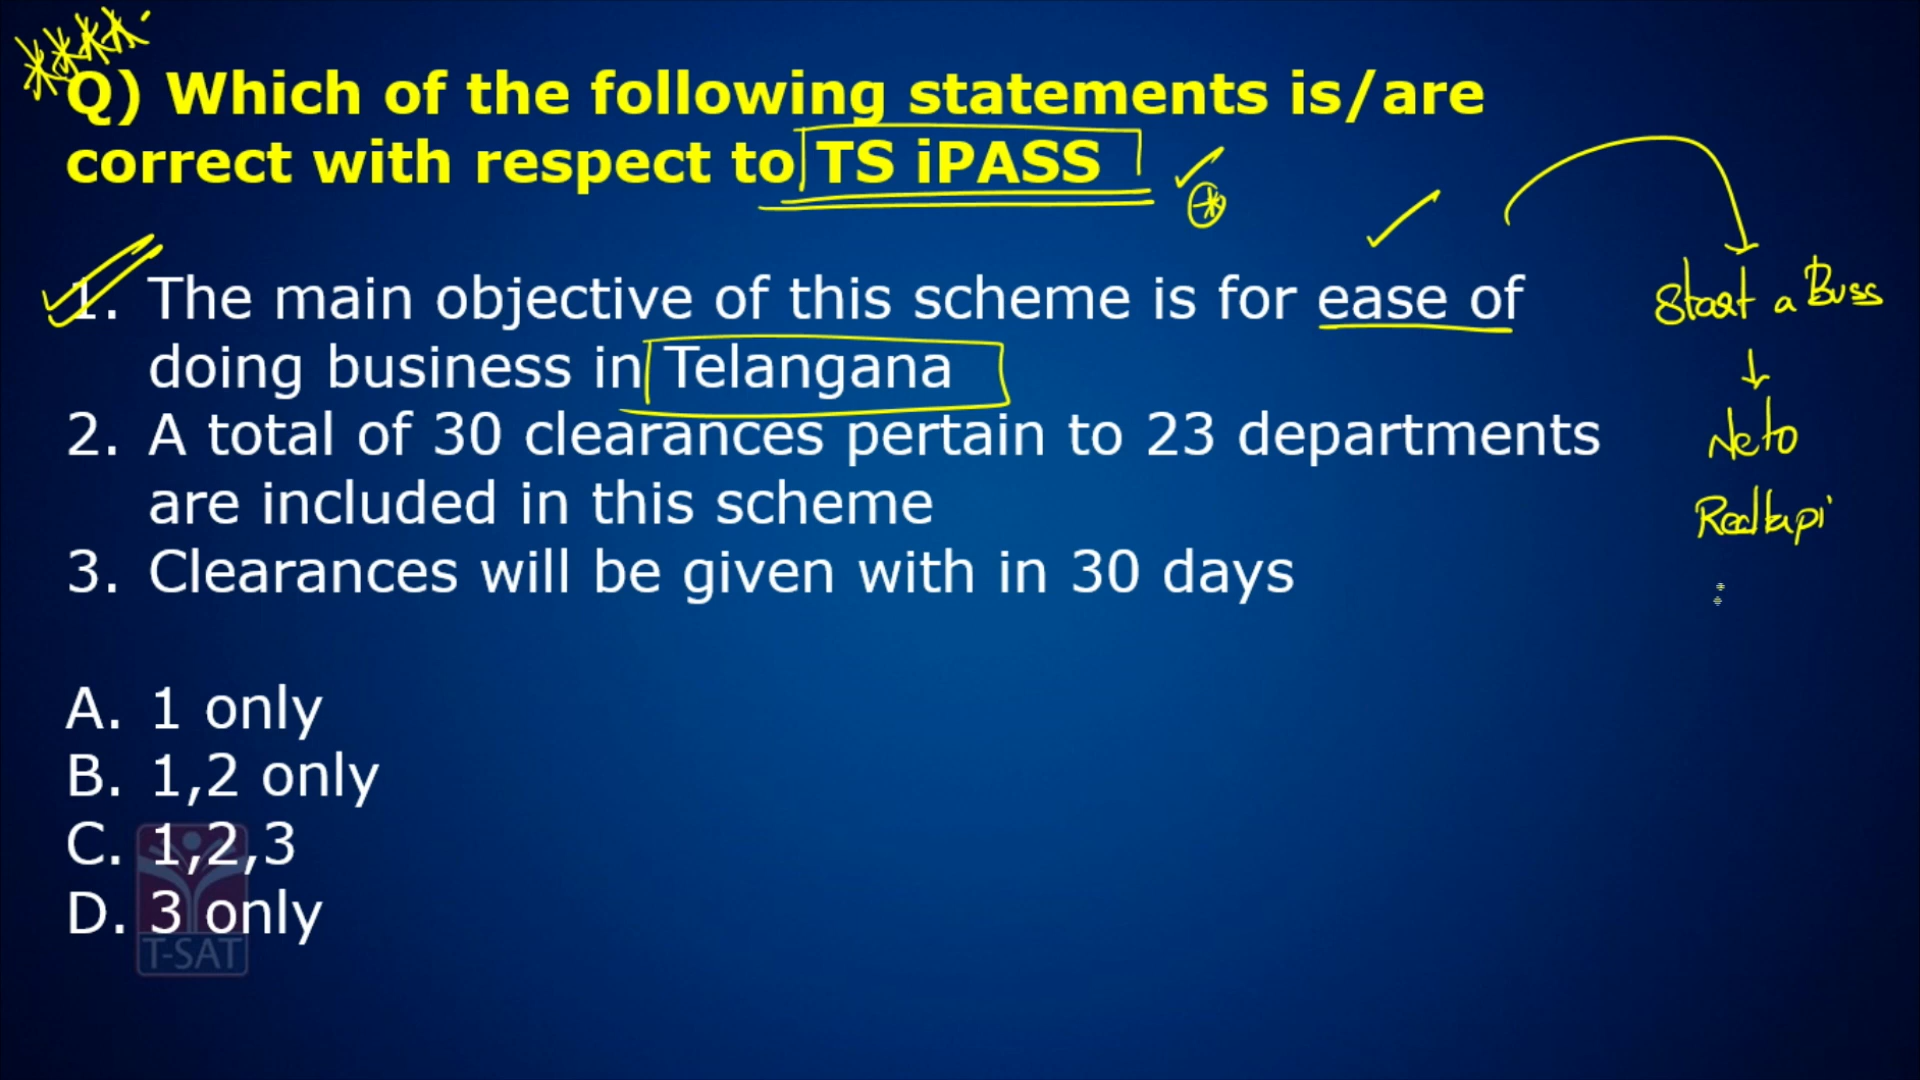 Q) Which of the following statements is/are
correct with respect to TS iPASS
1. The main objective of this scheme is for ease of
doing business in Telangana
2. A total of 30 clearances pertain to 23 departments
are included in this scheme
3. Clearances will be given with in 30 days
A. 1 only
B. 1,2 only
C. 1,2,3
D. 3 only
T-SAT
Start a Buss
No to
Redtapi